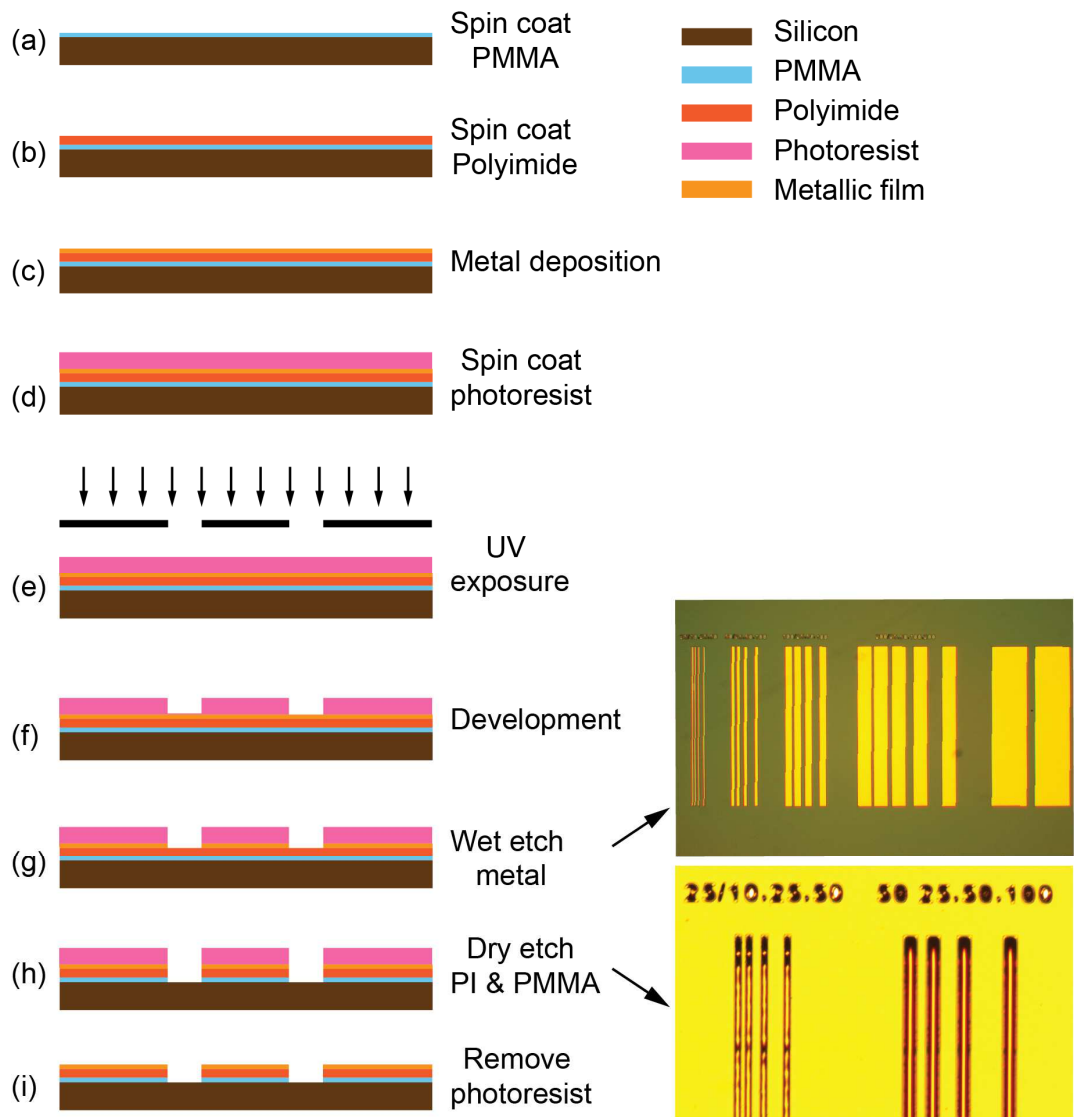 (a)
Spin coat
PMMA
(b)
Spin coat
Polyimide
(c)
Metal deposition
(d)
Spin coat
photoresist
(e)
UV
exposure
(f)
Development
(g)
Wet etch
metal
(h)
Dry etch
PI & PMMA
(i)
Remove
photoresist
Silicon
PMMA
Polyimide
Photoresist
Metallic film
25/10.25.50 50 25.50.100